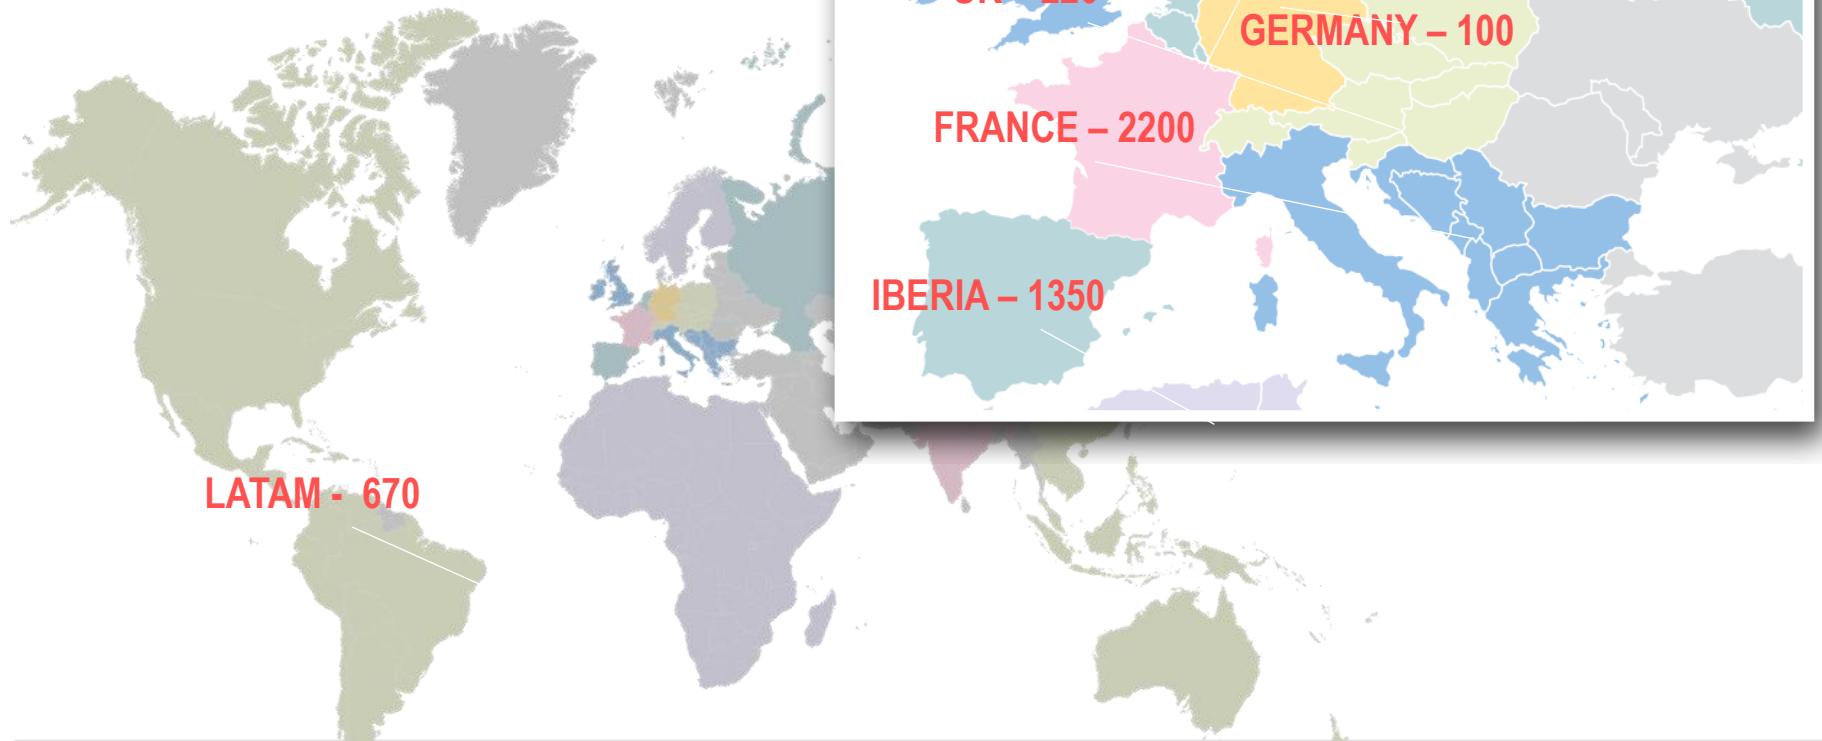 GERMANY – 100
FRANCE – 2200
IBERIA – 1350
LATAM - 670